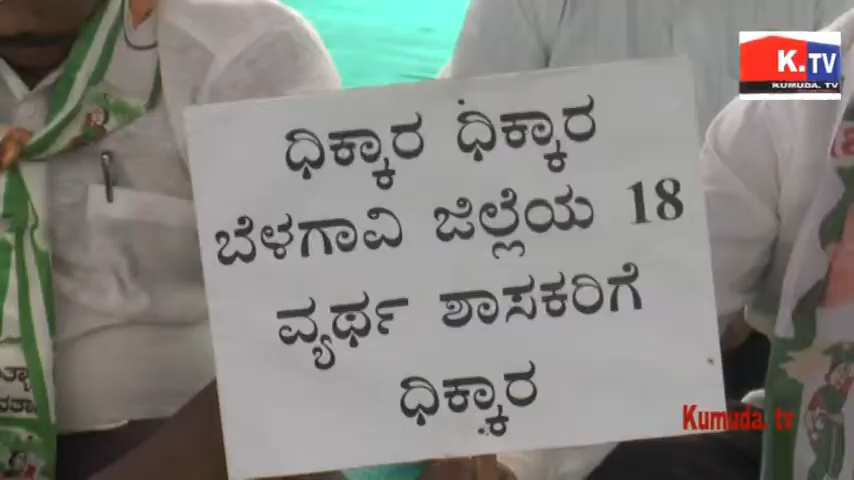 K.TV
KUMUDA. TV
ಧಿಕ್ಕಾರ ಧಿಕ್ಕಾರ
ಬೆಳಗಾವಿ ಜಿಲ್ಲೆಯ 18
ವ್ಯರ್ಥ ಶಾಸಕರಿಗೆ
ಧಿಕ್ಕಾರ
Kumuda. tv